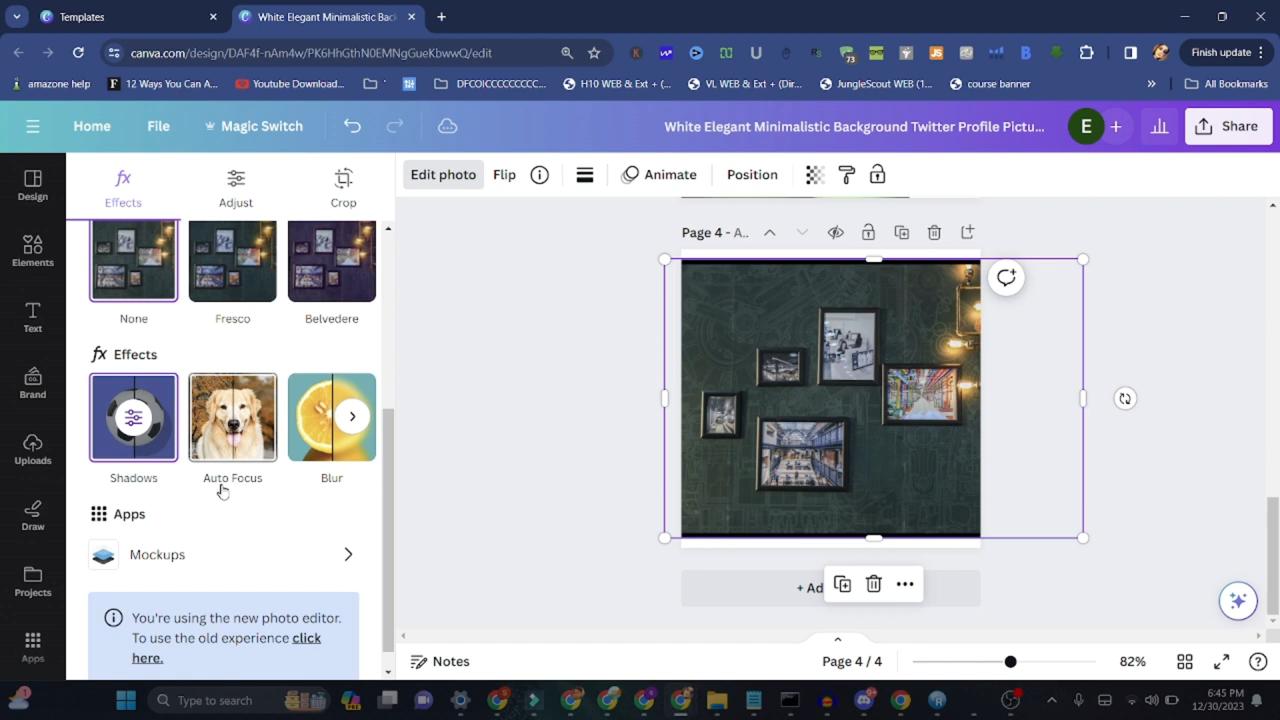 Templates
White Elegant Minimalistic Back
canva.com/design/DAF4f-nAm4w/PK6HhGthN0EMNgGueKbwwQ/edit
73
Finish update
amazone help
12 Ways You Can A...
Youtube Download...
DFCOICCCCCCCCC...
H10 WEB & Ext + (...
VL WEB & Ext + (Dir...
JungleScout WEB (1...
course banner
All Bookmarks
Home
File
Magic Switch
White Elegant Minimalistic Background Twitter Profile Pictu...
E
Share
Design
Elements
Text
Brand
Uploads
Draw
Projects
Apps
Effects
Adjust
Crop
Edit photo
Flip
Animate
Position
None
Fresco
Belvedere
fx Effects
Shadows
Auto Focus
Blur
Apps
Mockups
You're using the new photo editor.
To use the old experience click
here.
Page 4 - A..
+ Ad
Notes
Page 4 / 4
82%
Type to search
6:45 PM
12/30/2023